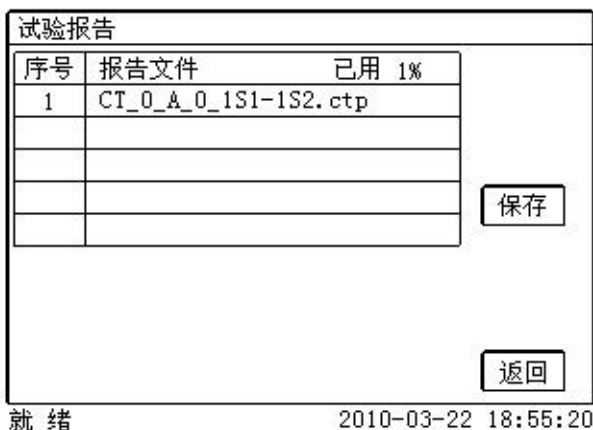 试验报告
序号 报告文件 已用 1%
1 CT_0_A_0_1S1-1S2.ctp
保存
返回
就 绪 2010-03-22 18:55:20